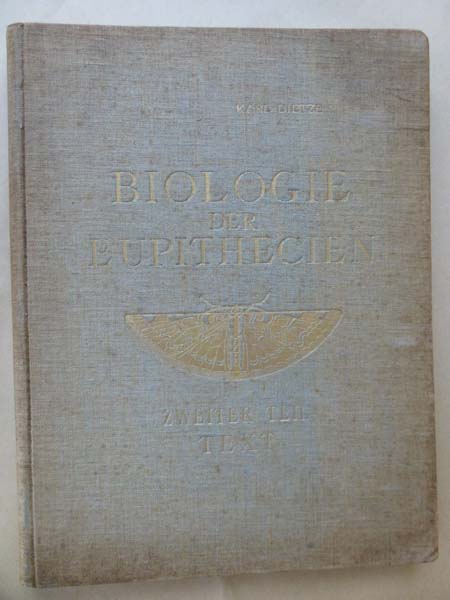 KARL DIETZE
BIOLOGIE
DER
EUPITHECIEN
ZWEITER TEIL
TEXT